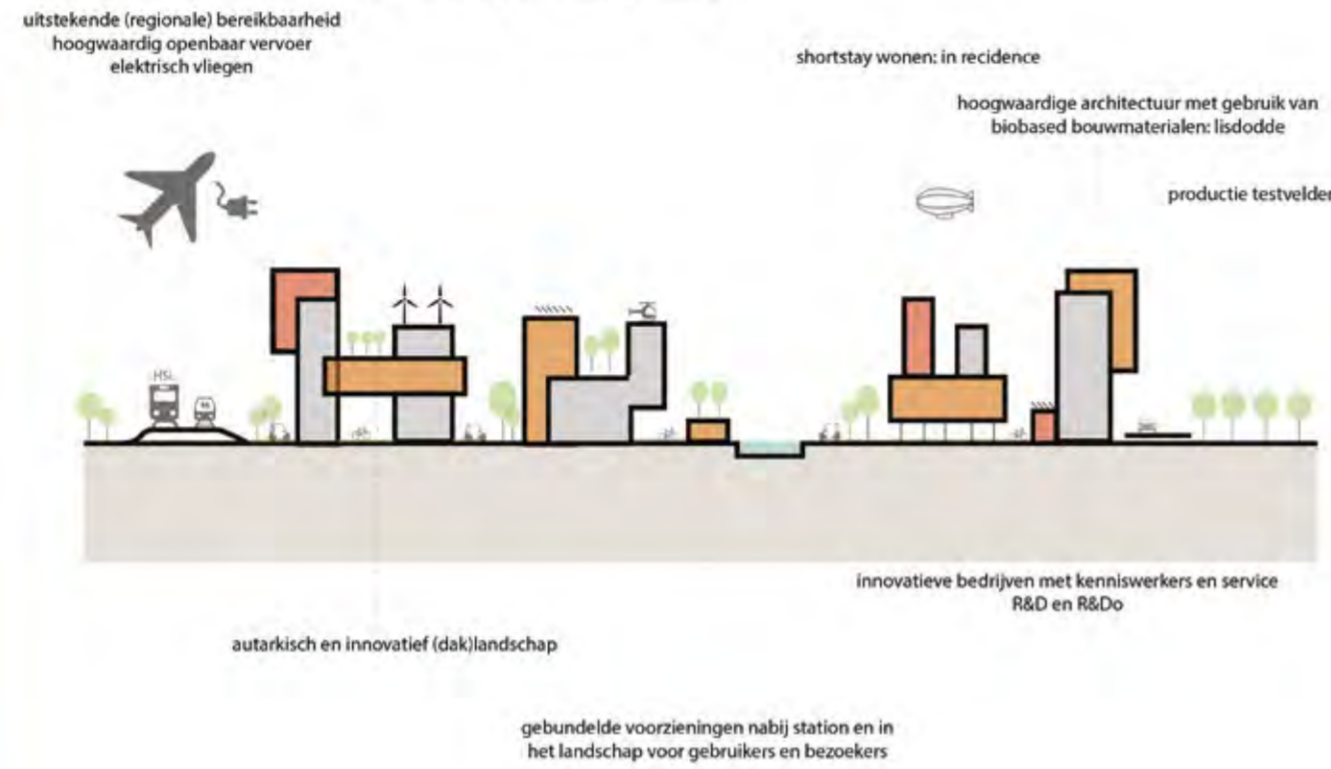 uitstekende (regionale) bereikbaarheid
hoogwaardig openbaar vervoer
elektrisch vliegen
shortstay wonen: in recidence
hoogwaardige architectuur met gebruik van
biobased bouwmaterialen: lisdodde
productie testvelden
HSL
innovatieve bedrijven met kenniswerkers en service
R&D en R&Do
autarkisch en innovatief (dak)landschap
gebundelde voorzieningen nabij station en in
het landschap voor gebruikers en bezoekers